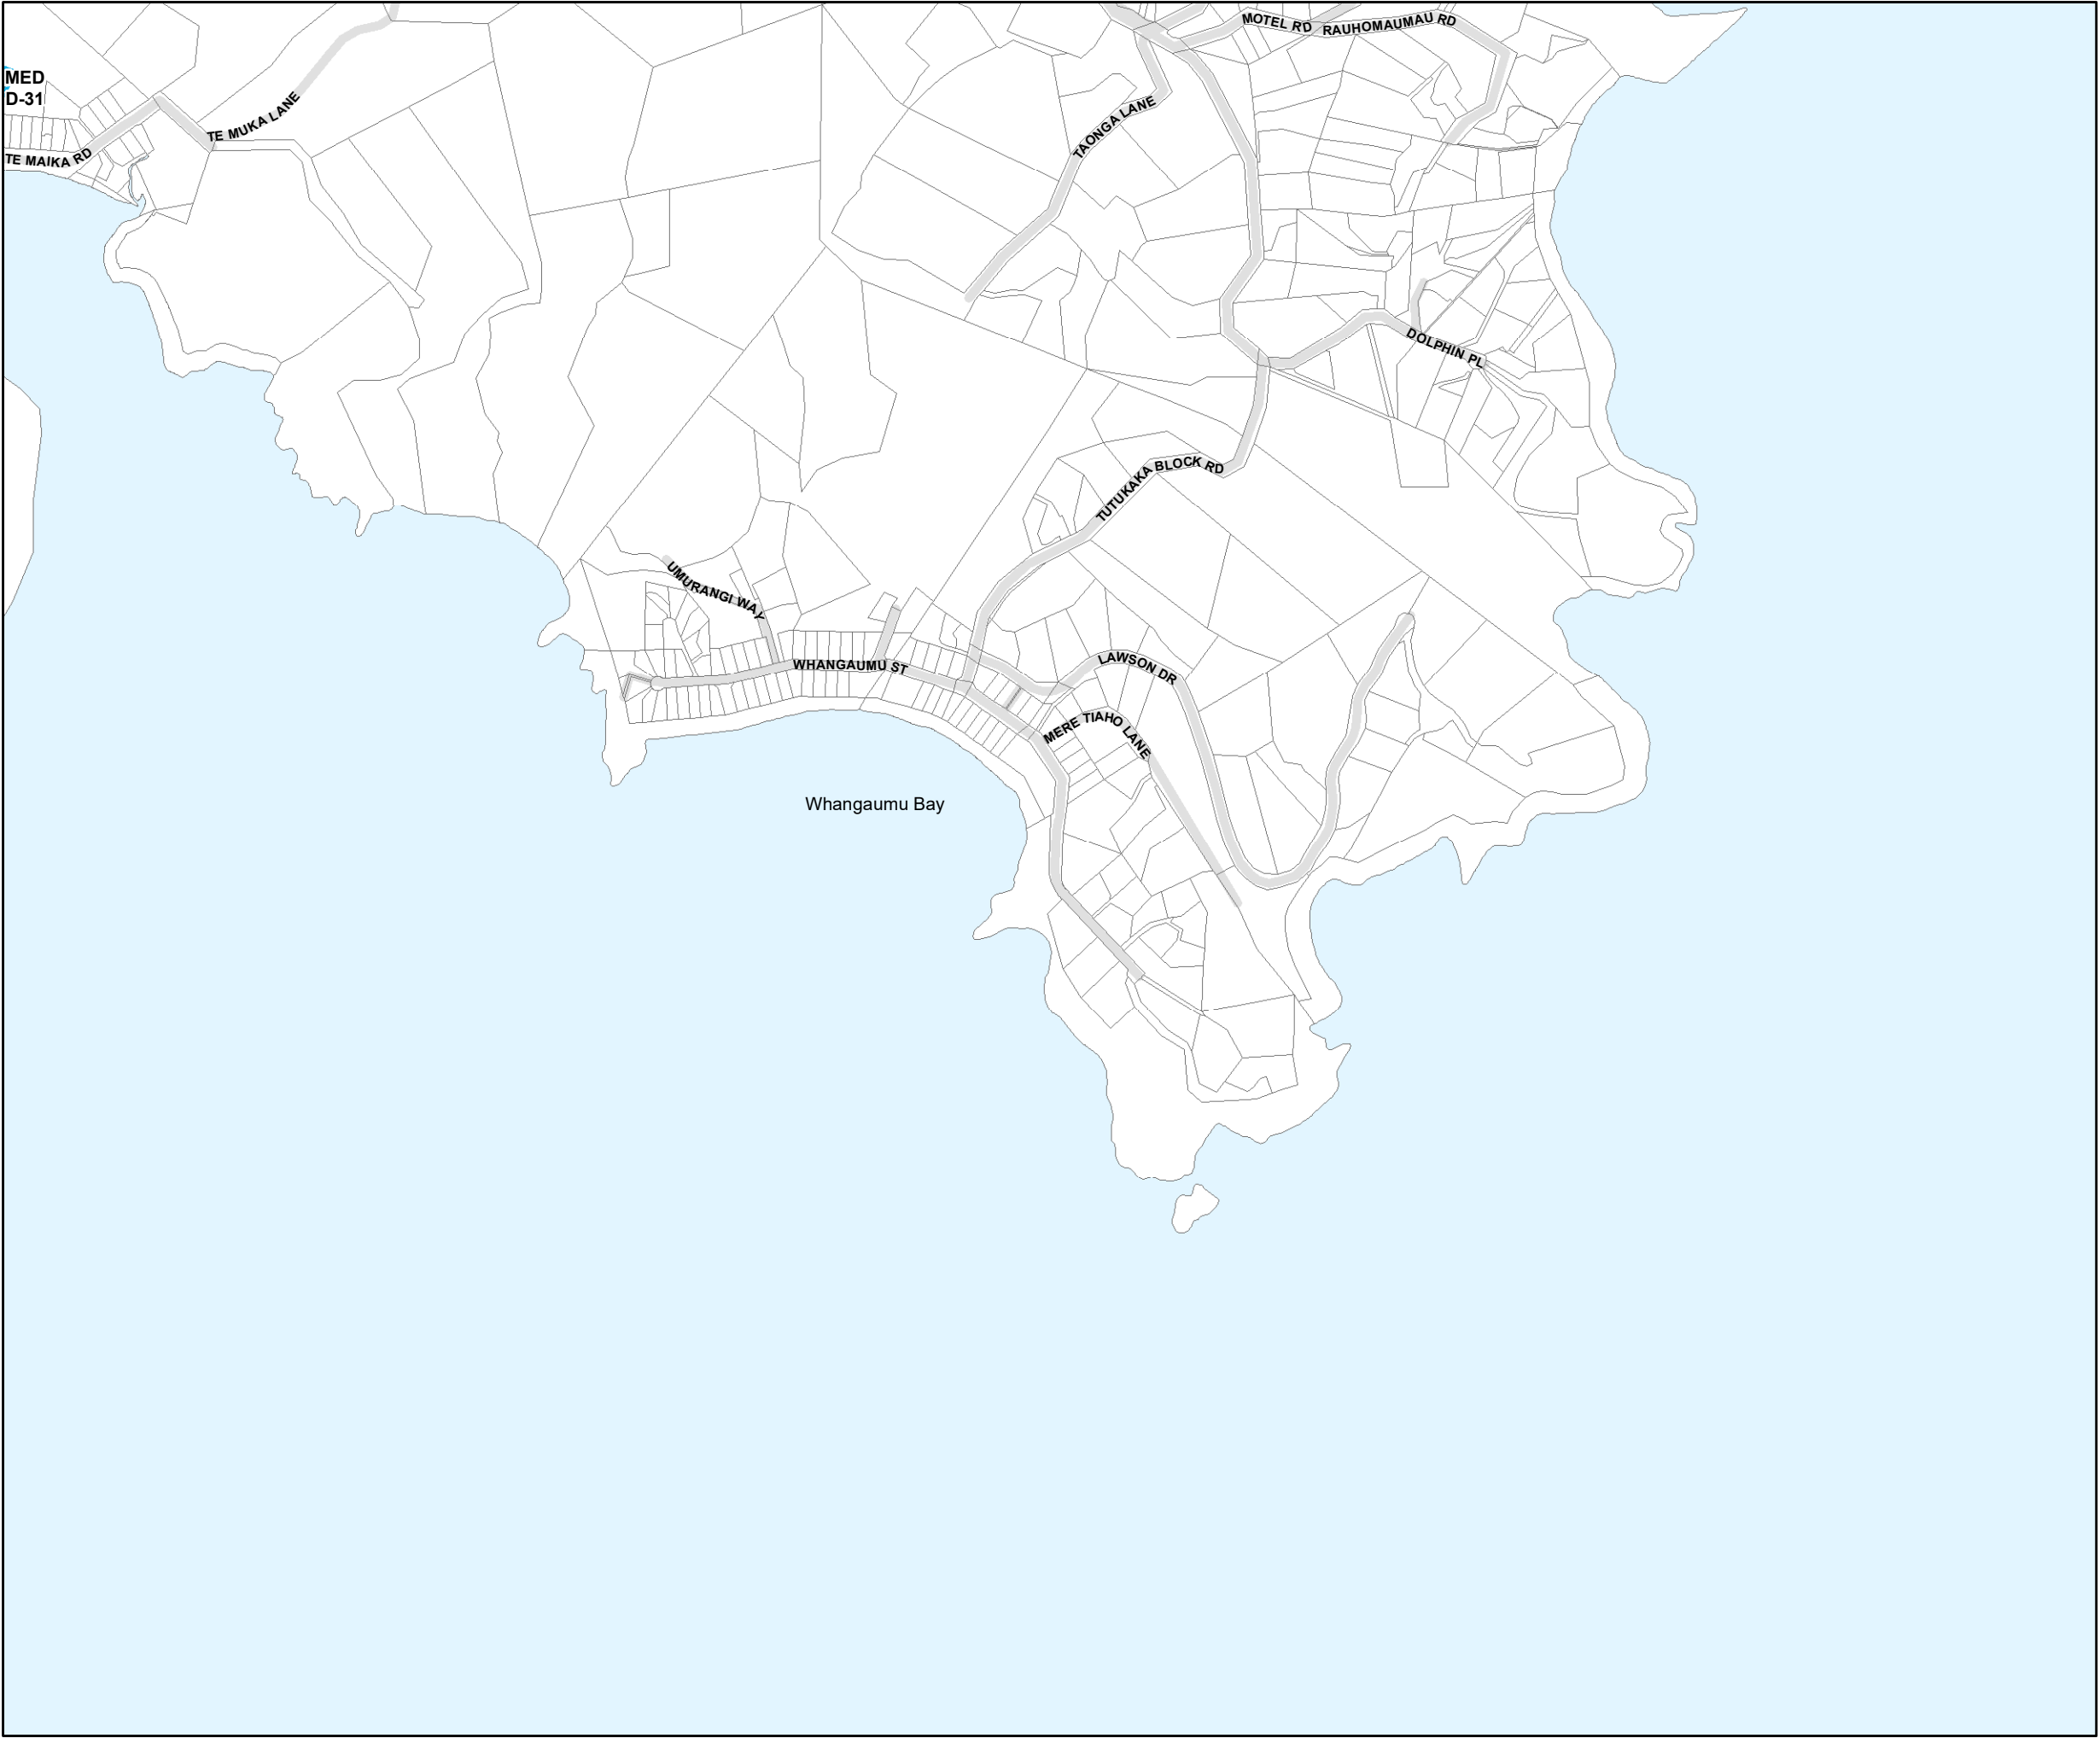 MOTEL RD
RAUHOMAUMAU RD
MED
D-31
TE MUKA LANE
TAONGA LANE
TE MAIKA RD
DOLPHIN PL
TUTUKAKA BLOCK RD
UMURANGI WAY
WHANGAUMU ST
LAWSON DR
MERE TIAHO LANE
Whangaumu Bay